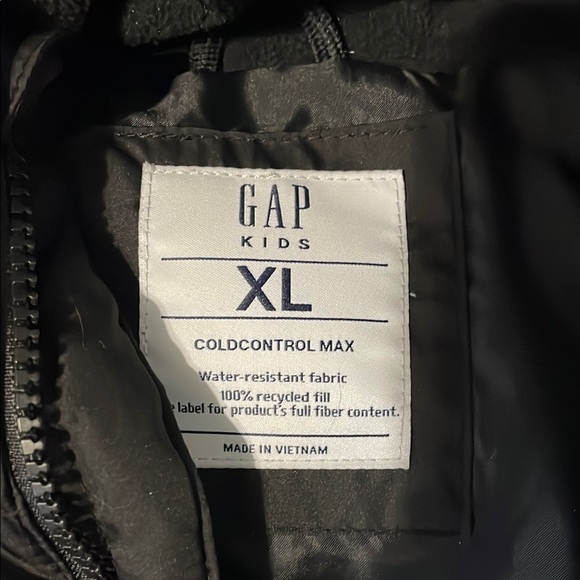 GAP
KIDS
XL
COLDCONTROL MAX
Water-resistant fabric
100% recycled fill
label for product's full fiber content.
MADE IN VIETNAM